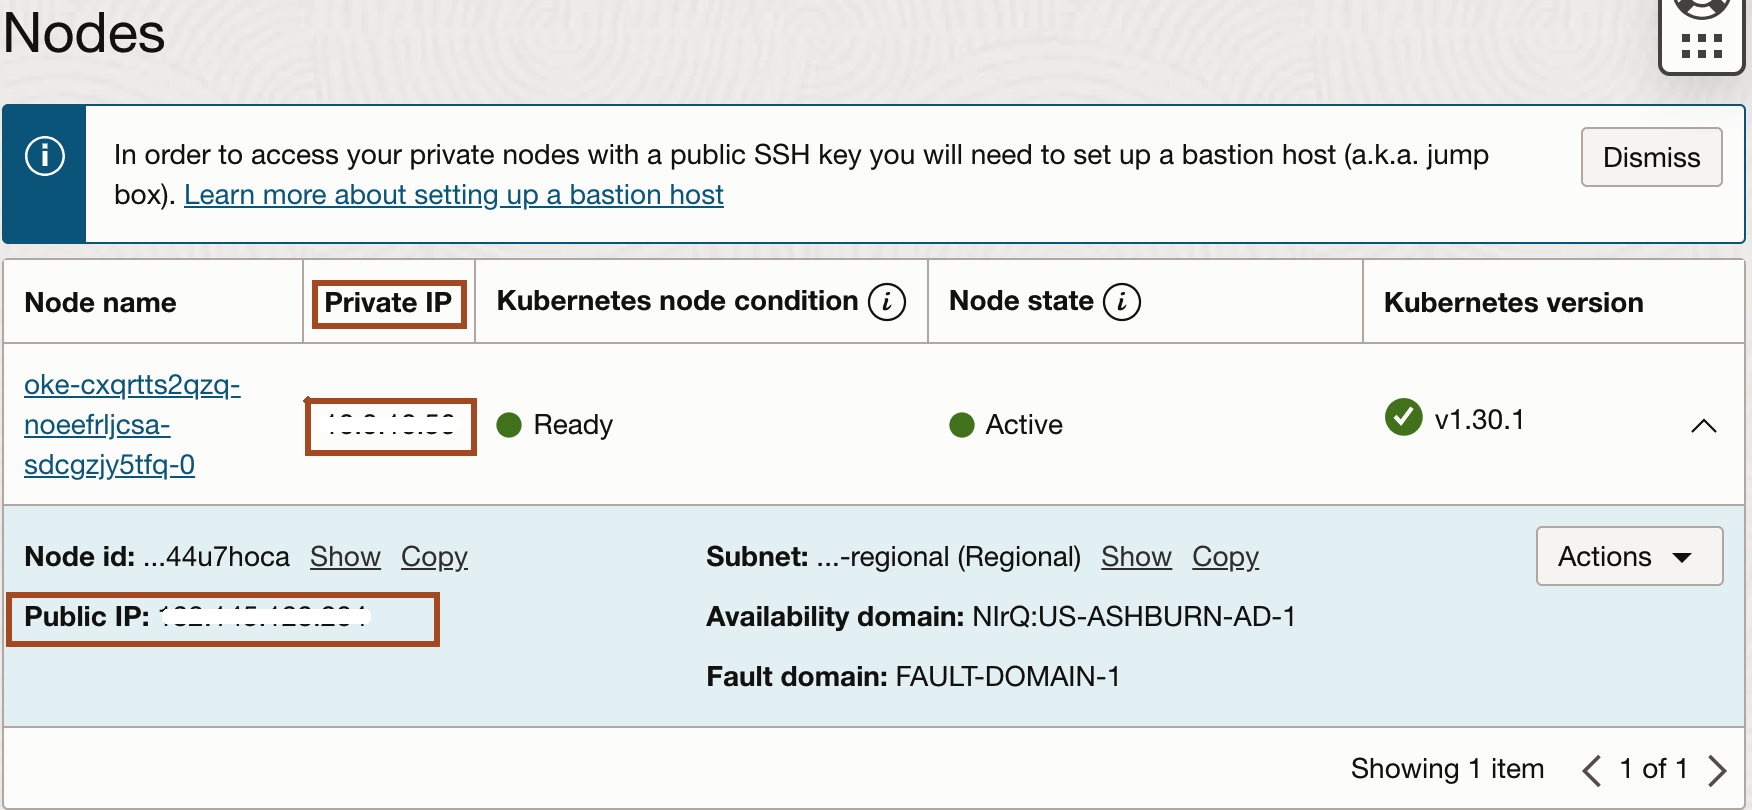 Nodes
In order to access your private nodes with a public SSH key you will need to set up a bastion host (a.k.a. jump
box). Learn more about setting up a bastion host
Dismiss
Node name
Private IP
Kubernetes node condition
Node state
Kubernetes version
oke-cxqrtts2qzq-
noeefrljcsa-
sdcgzjy5tfq-0
Ready
Active
v1.30.1
Node id: ...44u7hoca Show Copy
Public IP:
Subnet: ...-regional (Regional) Show Copy
Availability domain: NIrQ:US-ASHBURN-AD-1
Fault domain: FAULT-DOMAIN-1
Actions
Showing 1 item
1 of 1